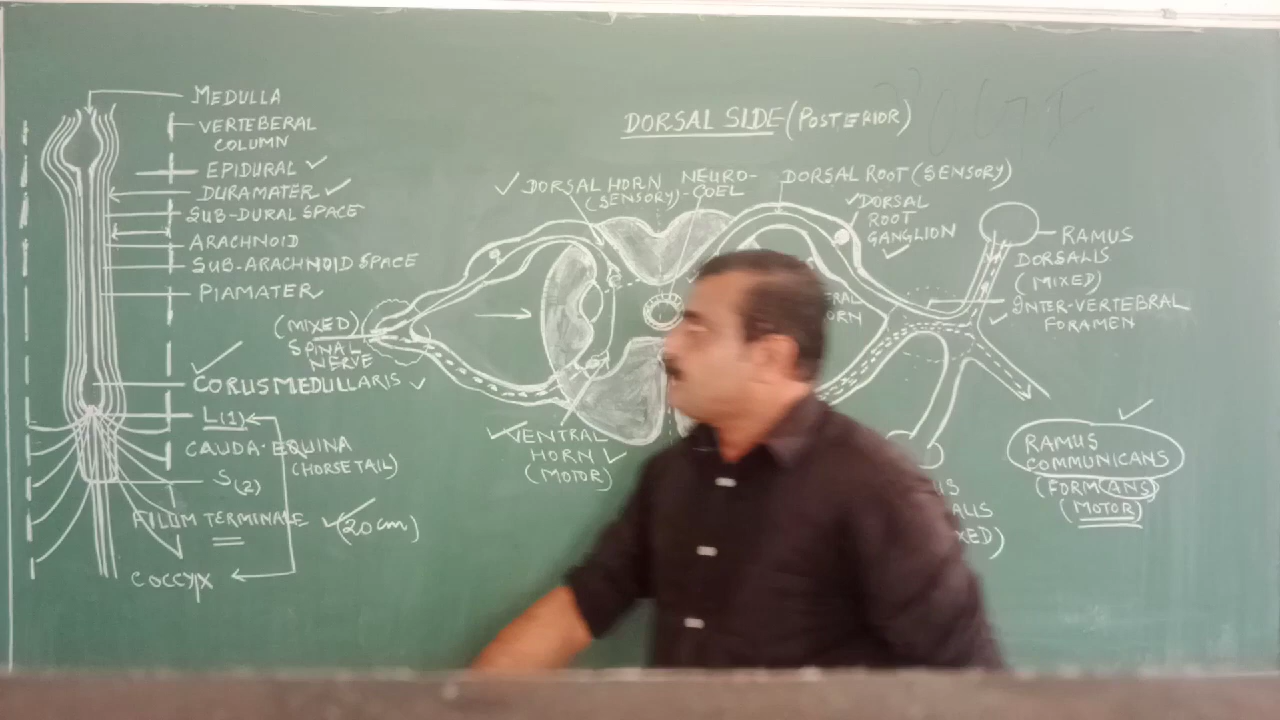 MEDULLA
VERTEBERAL
COLUMN
EPIDURAL
DURAMATER
SUB-DURAL SPACE
ARACHNOID
SUB-ARACHNOID SPACE
PIAMATER
(MIXED)
SPINAL
NERVE
CORUSMEDULLARIS
L(1)
CAUDA-EQUINA
(HORSE TAIL)
S(2)
FILUM TERMINALE
(20 cm)
COCCYX
DORSAL SIDE (POSTERIOR)
DORSAL HORN
(SENSORY)
NEURO-
-COEL
DORSAL ROOT (SENSORY)
DORSAL
ROOT
GANGLION
RAMUS
DORSALIS
(MIXED)
INTER-VERTEBRAL
FORAMEN
VENTRAL
HORN
(MOTOR)
RAMUS
COMMUNICANS
(FORM (ANS)
(MOTOR)